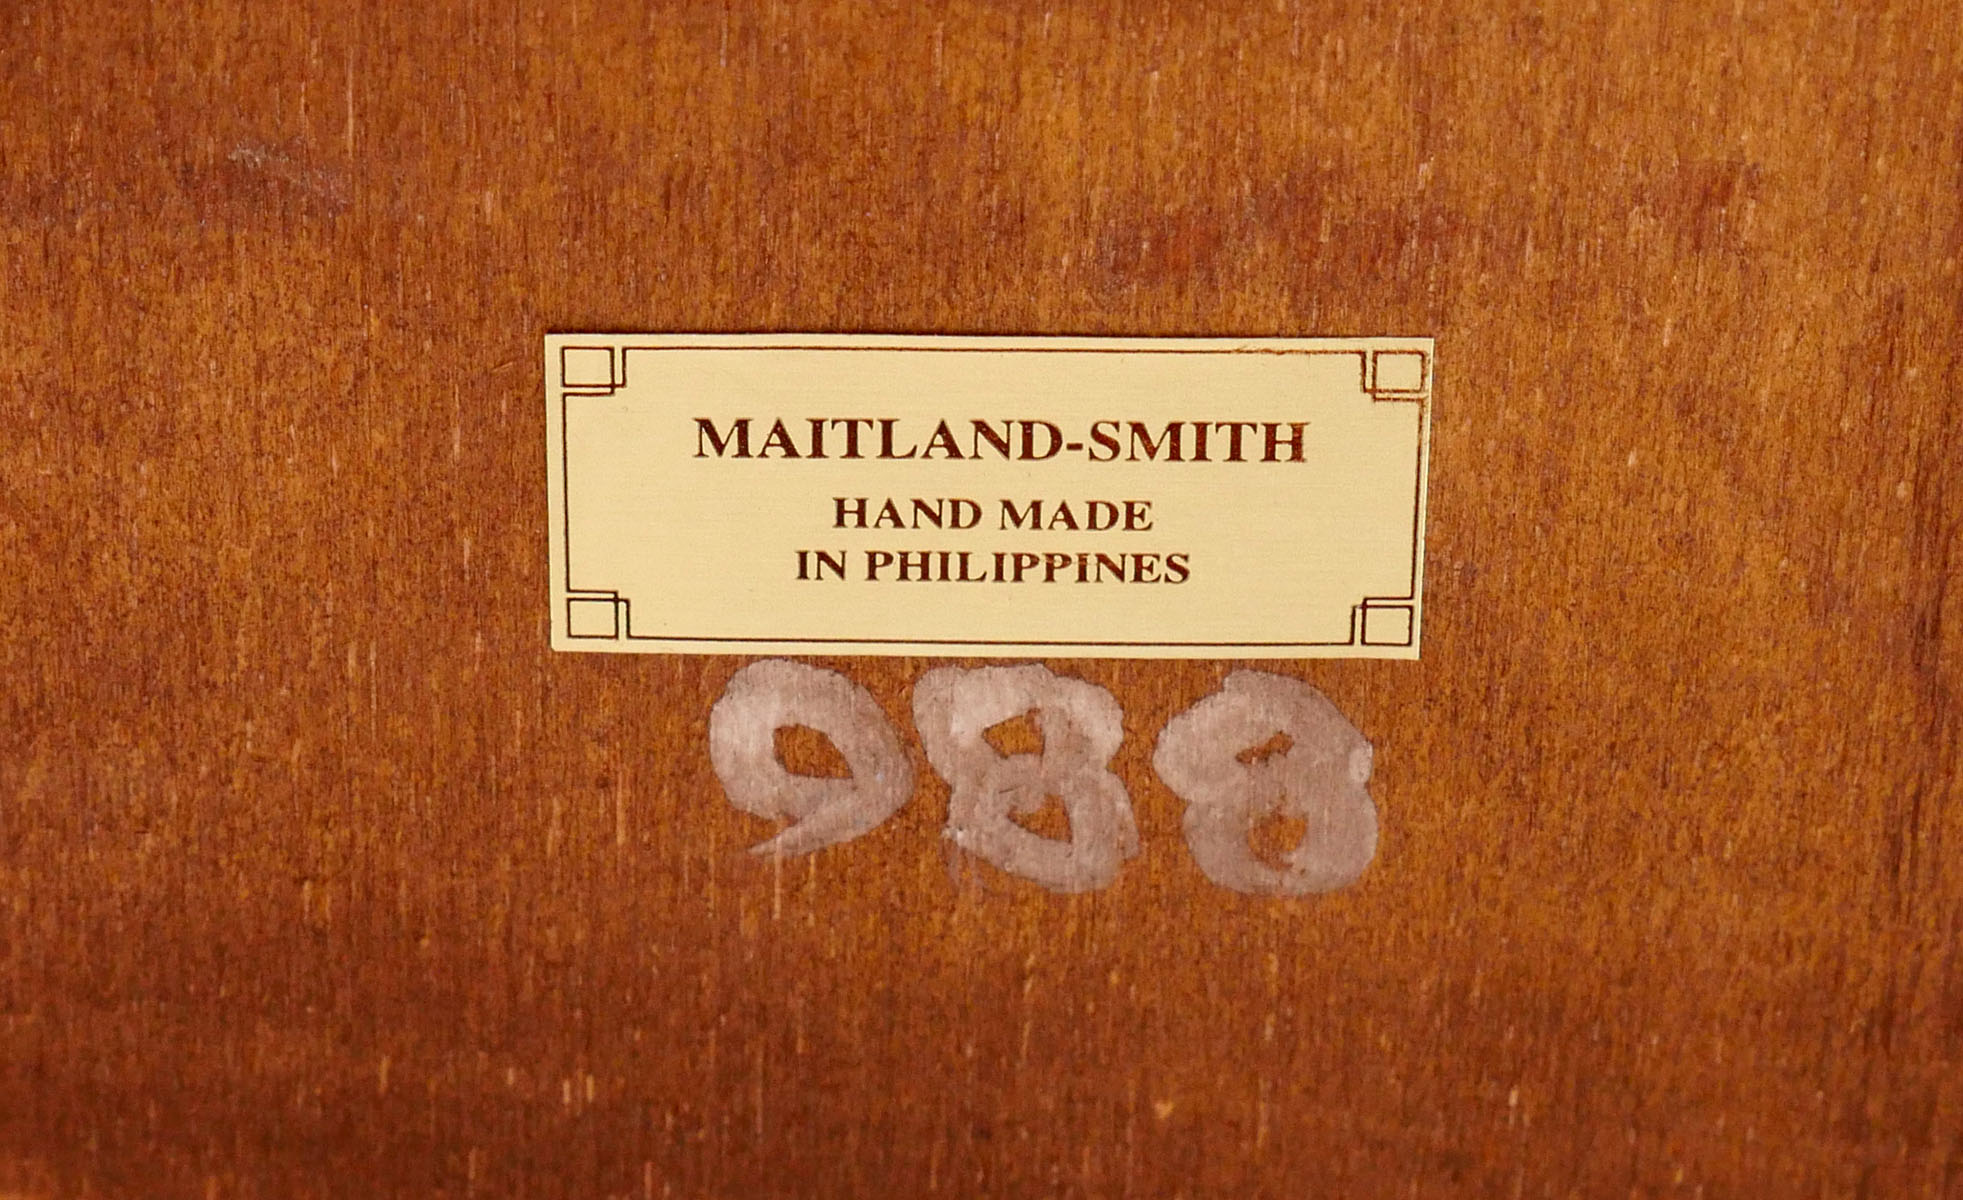 MAITLAND-SMITH
HAND MADE
IN PHILIPPINES
988